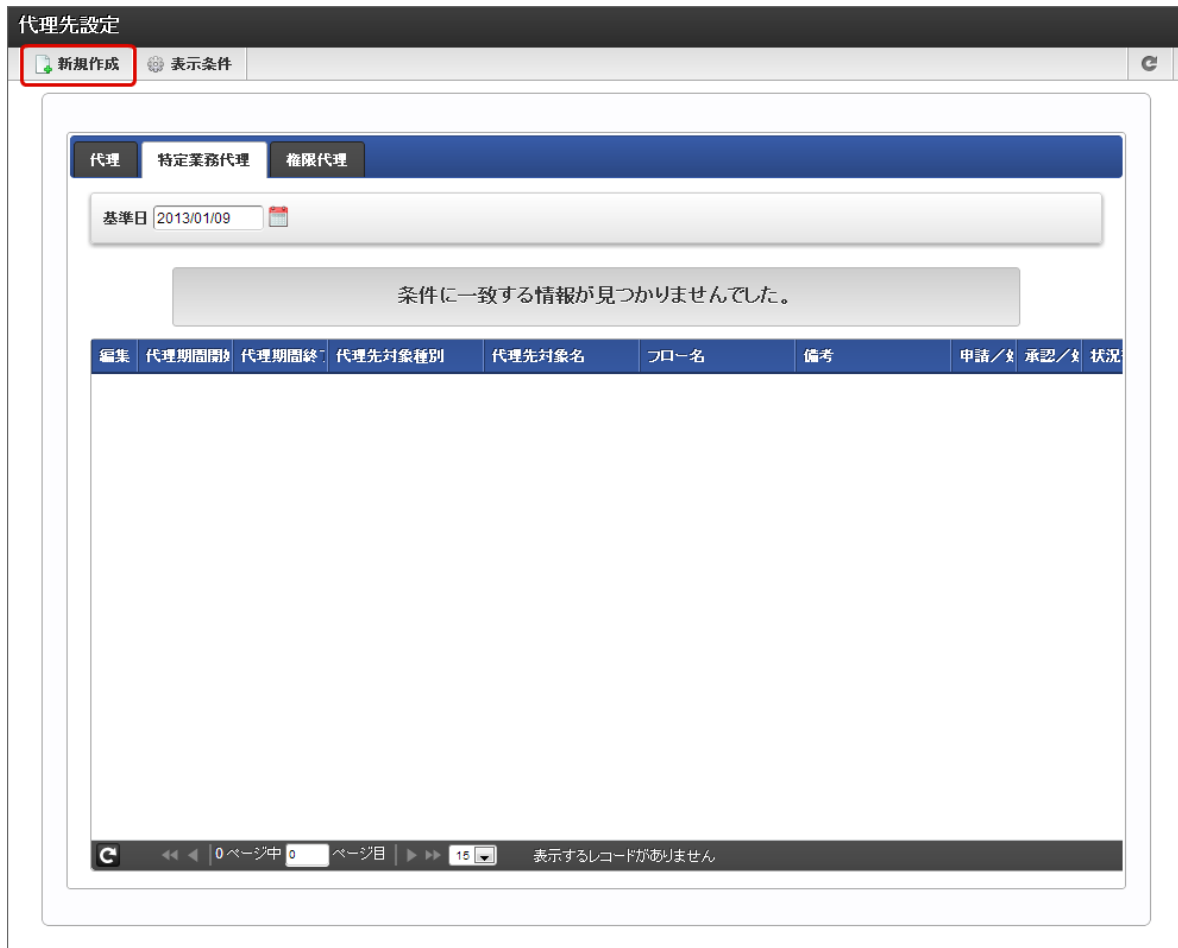 代理先設定
新規作成 表示条件
代理 特定業務代理 権限代理
基準日 2013/01/09
条件に一致する情報が見つかりませんでした。
編集 代理期間開 代理期間終 代理先対象種別 代理先対象名 フロー名 備考 申請／ 承認／ 状況
0 ページ中 0 ページ目 15 表示するレコードがありません